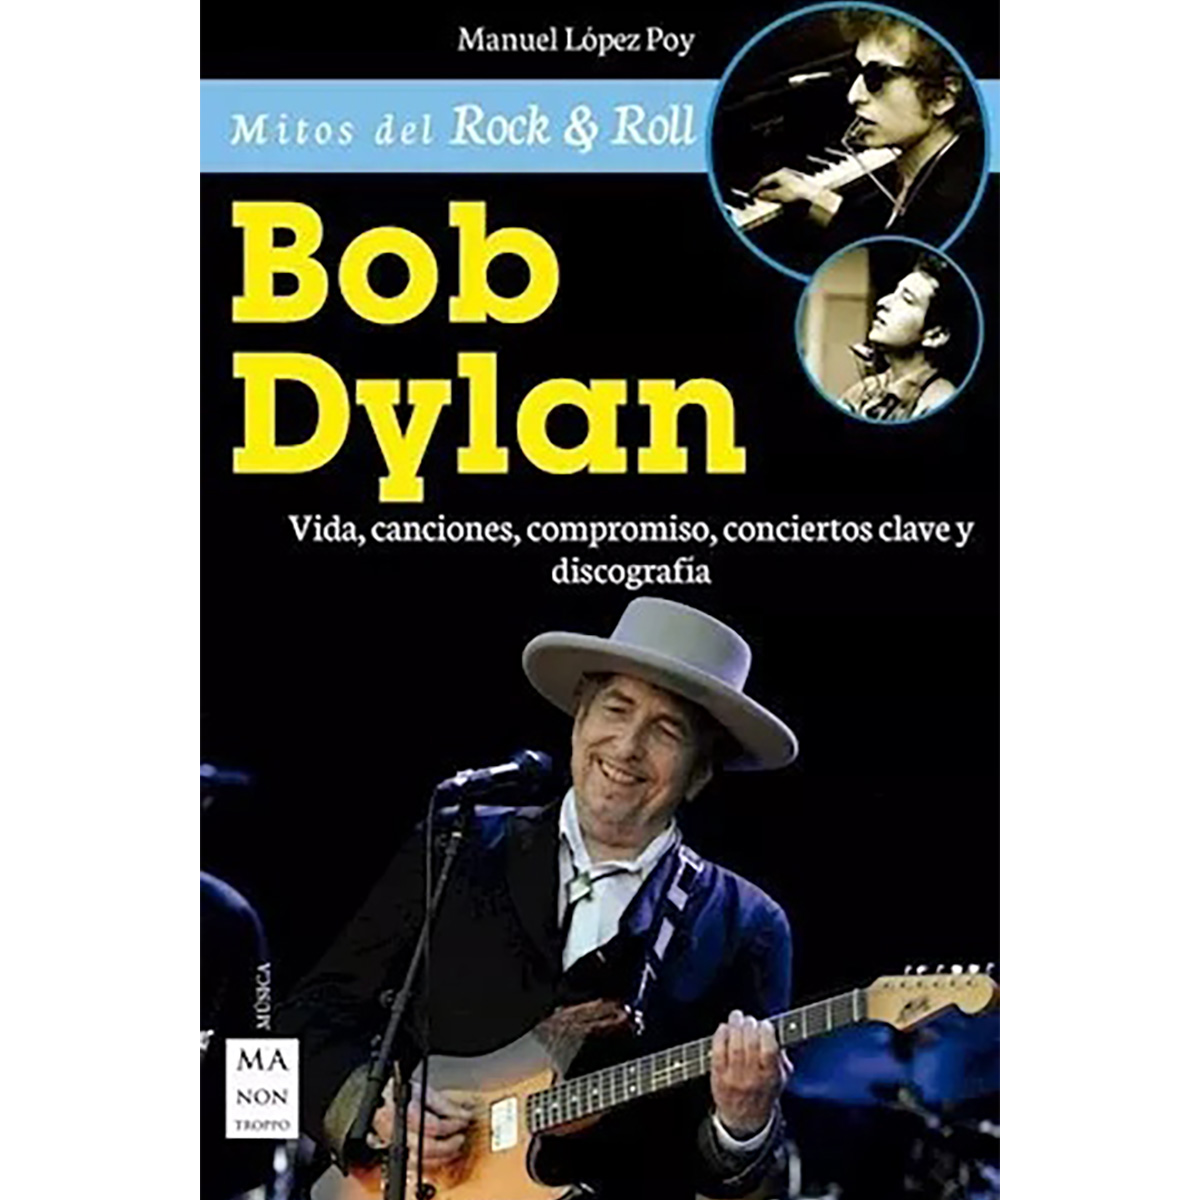 Manuel López Poy
Mitos del Rock & Roll
Bob
Dylan
Vida, canciones, compromiso, conciertos clave y
discografía
MÚSICA
MA
NON
TROPPO